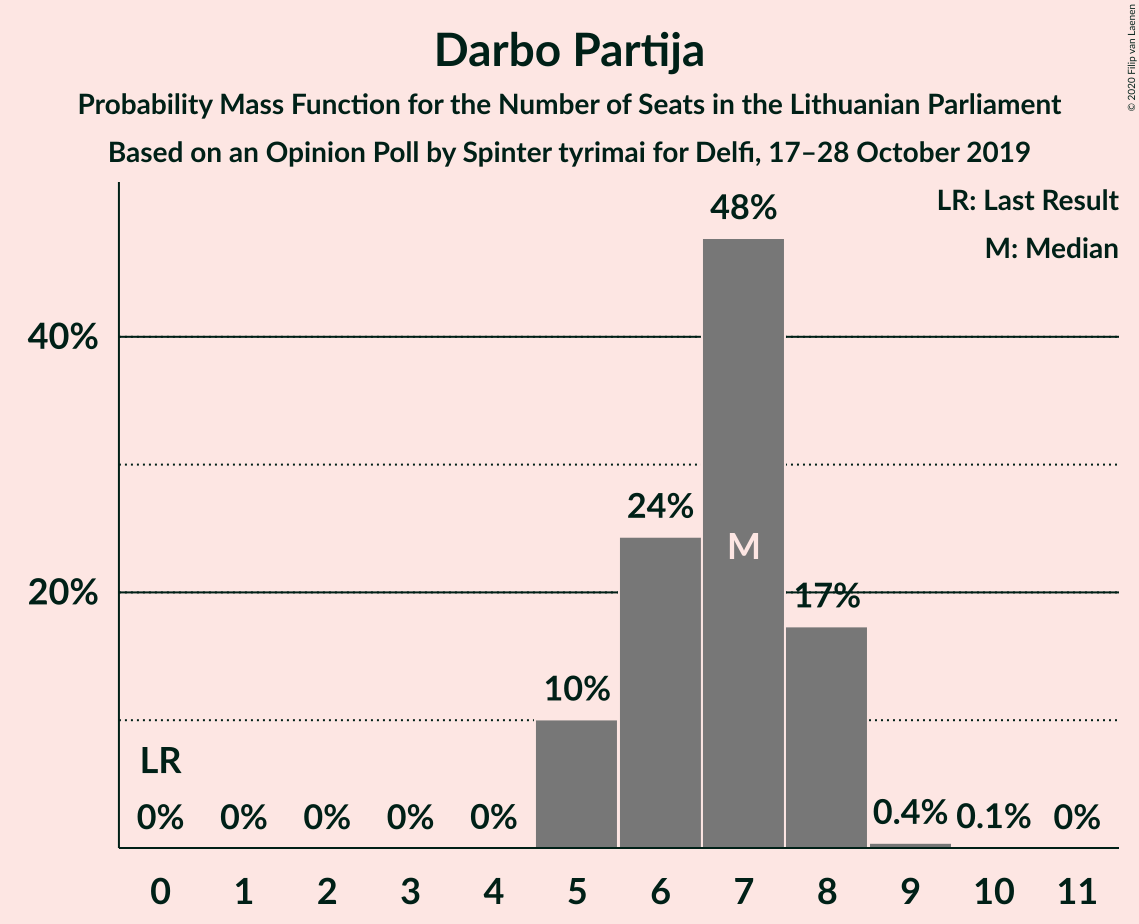 Darbo Partija
Probability Mass Function for the Number of Seats in the Lithuanian Parliament
Based on an Opinion Poll by Spinter tyrimai for Delfi, 17–28 October 2019
© 2020 Filip van Laenen
LR: Last Result
M: Median
48%
40%
24%
M
20%
17%
10%
LR
0% 0% 0% 0% 0% 0.4% 0.1% 0%
0 1 2 3 4 5 6 7 8 9 10 11